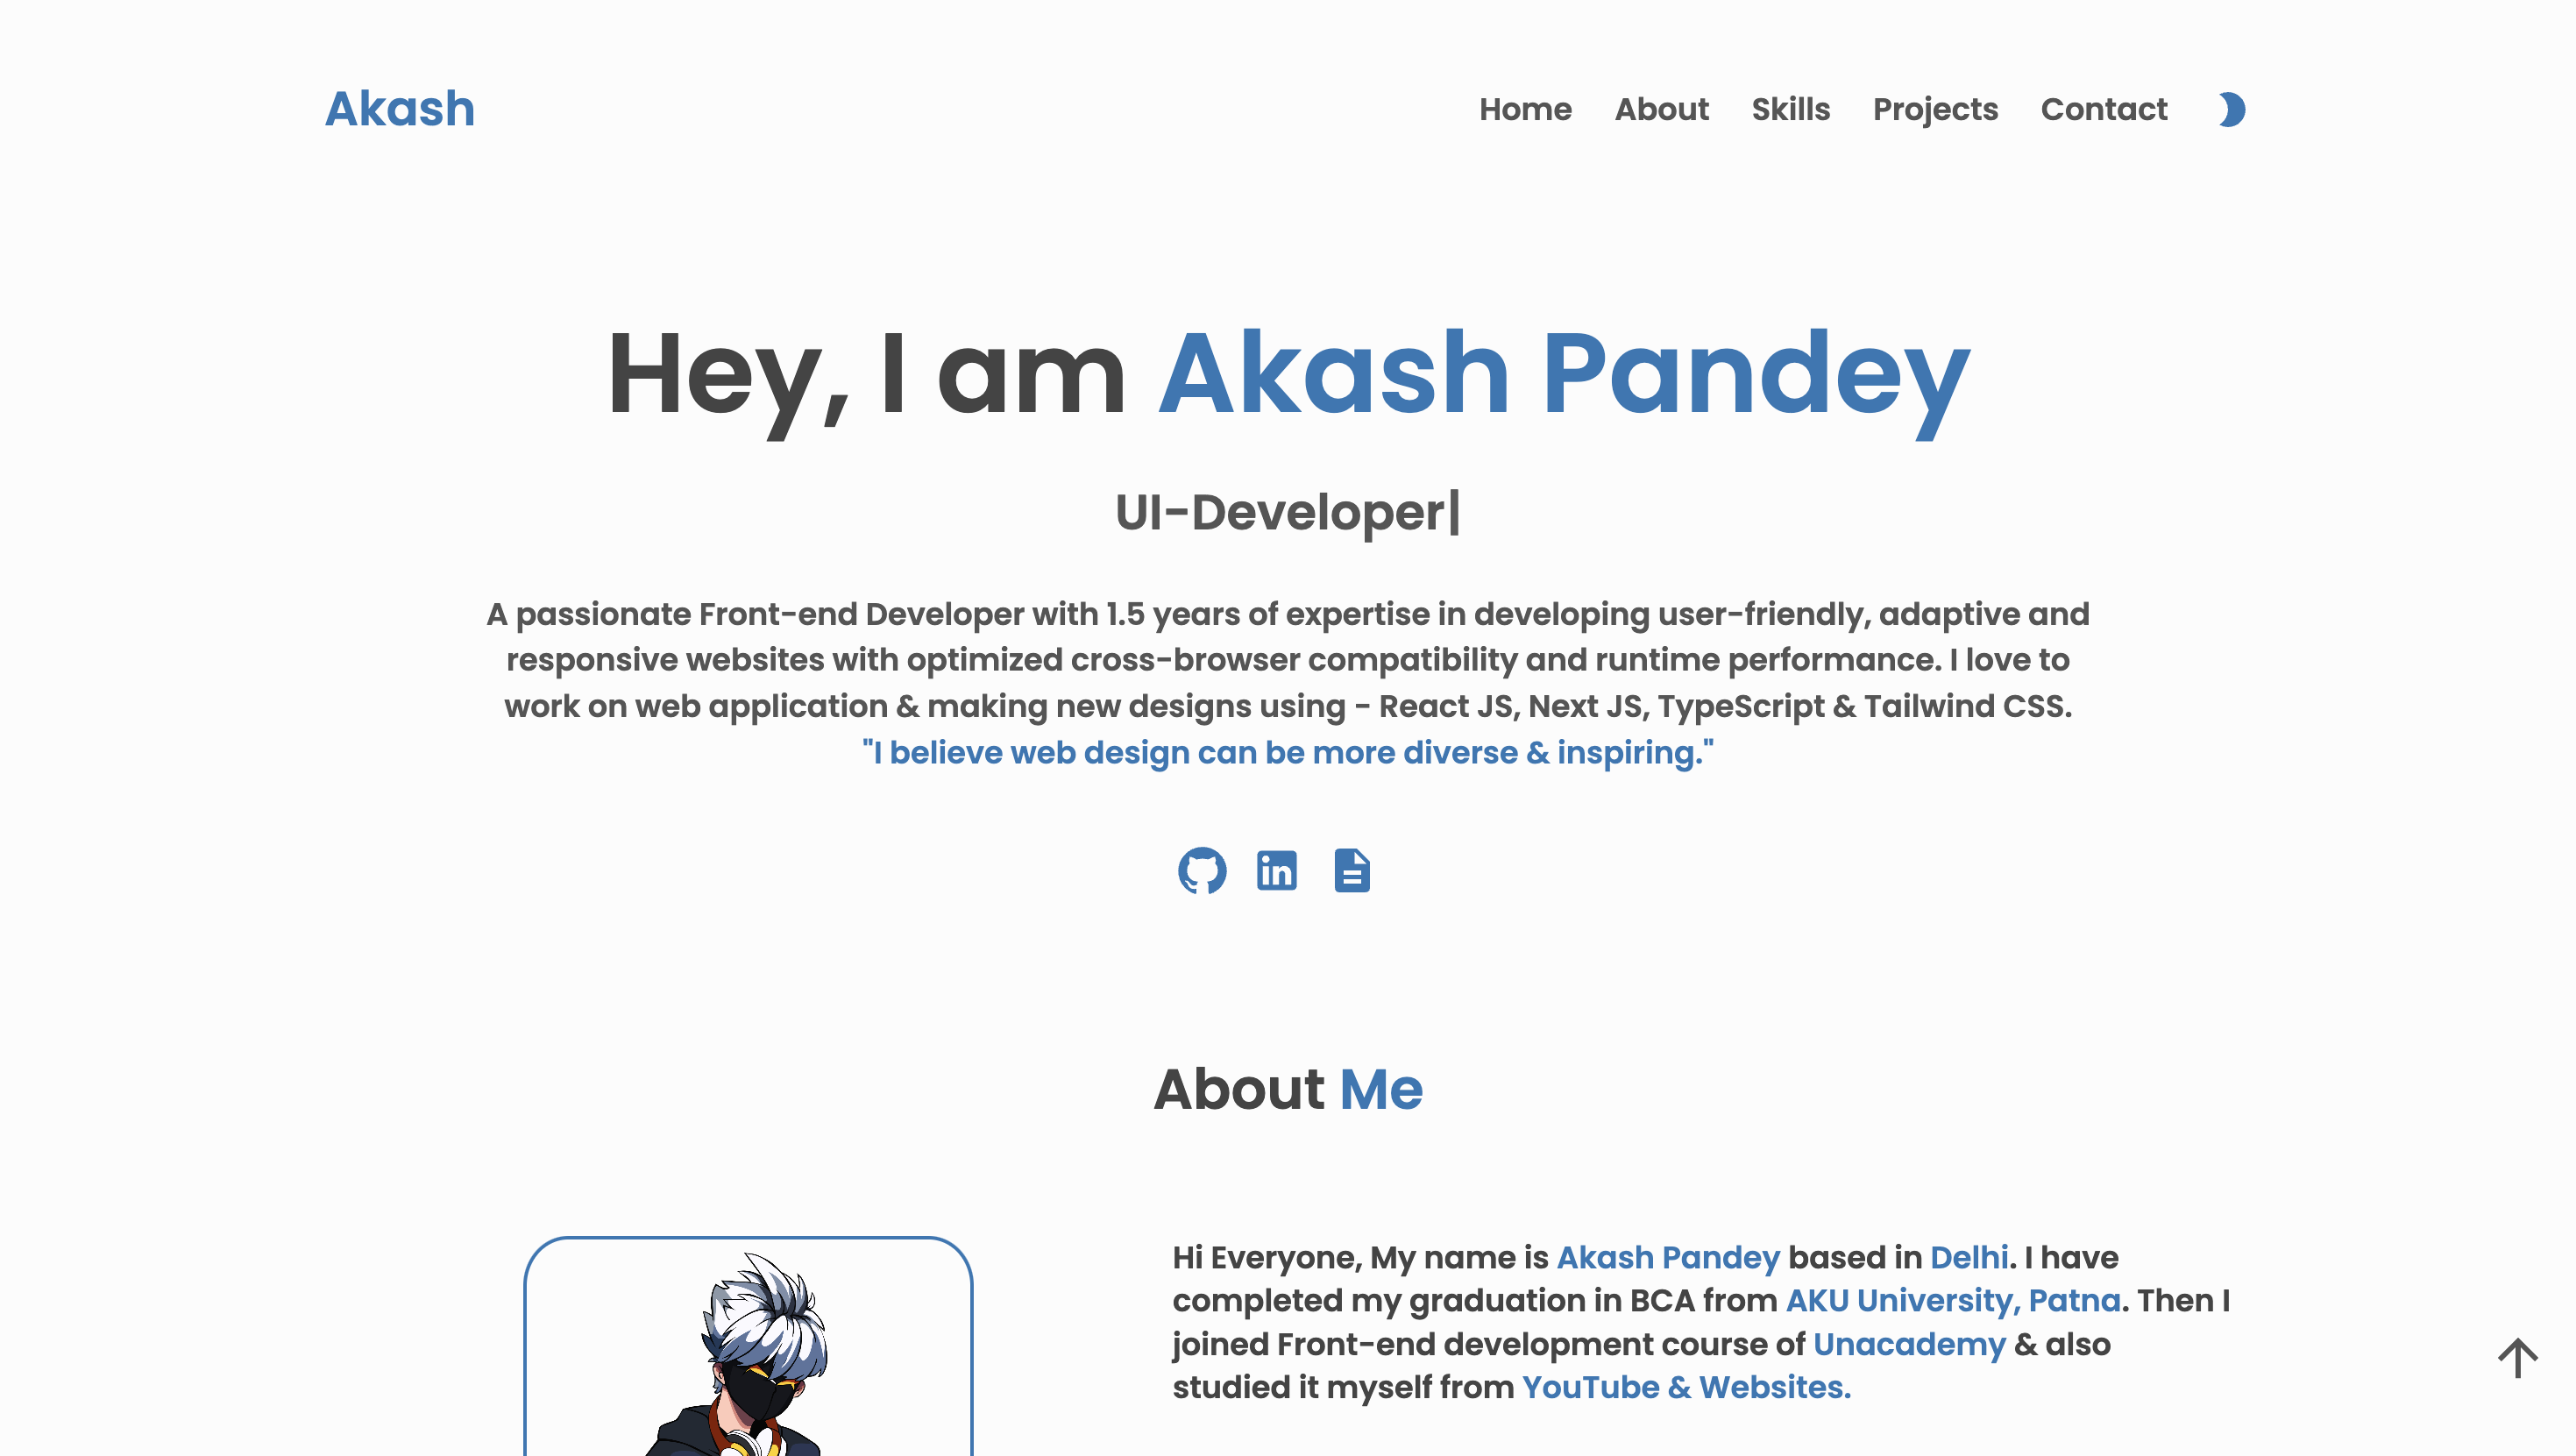 Akash
Home About Skills Projects Contact
Hey, I am Akash Pandey
UI-Developer|
A passionate Front-end Developer with 1.5 years of expertise in developing user-friendly, adaptive and
responsive websites with optimized cross-browser compatibility and runtime performance. I love to
work on web application & making new designs using - React JS, Next JS, TypeScript & Tailwind CSS.
"I believe web design can be more diverse & inspiring."
in
About Me
Hi Everyone, My name is Akash Pandey based in Delhi. I have
completed my graduation in BCA from AKU University, Patna. Then I
joined Front-end development course of Unacademy & also
studied it myself from YouTube & Websites.